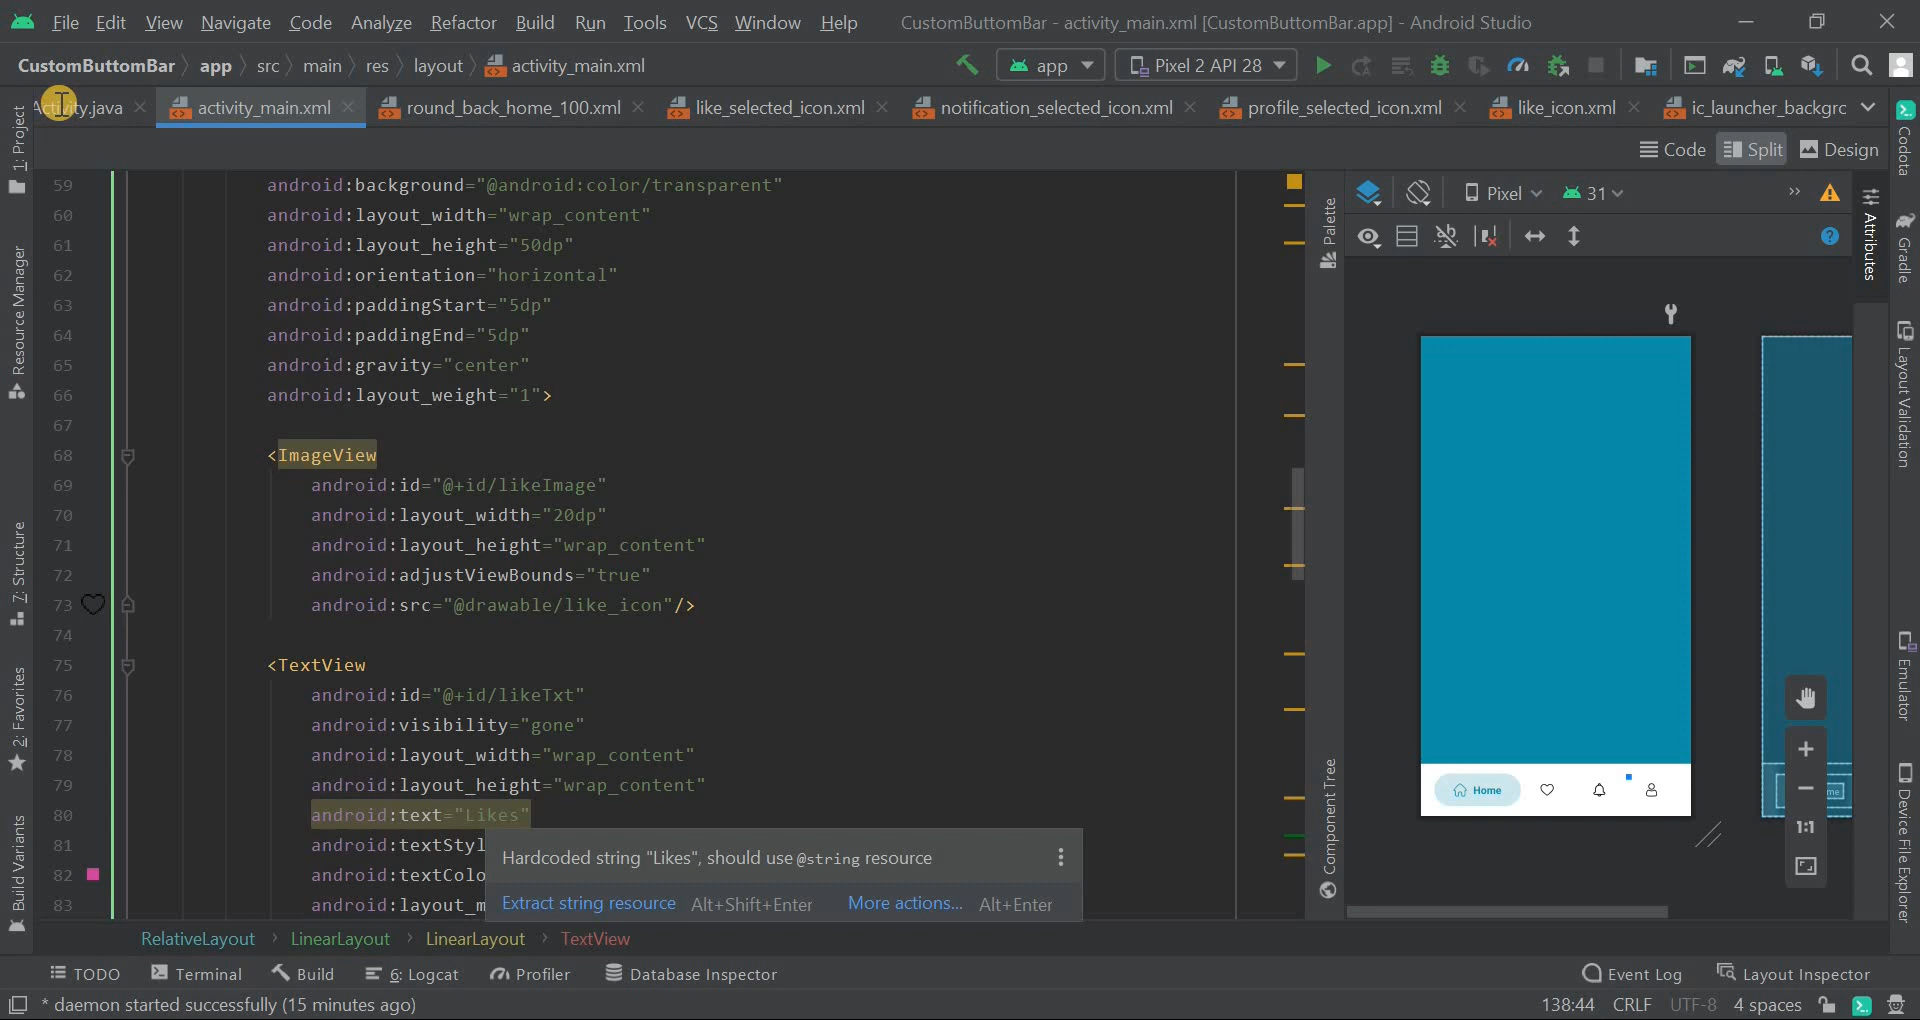 File Edit View Navigate Code Analyze Refactor Build Run Tools VCS Window Help CustomButtomBar - activity_main.xml [CustomButtomBar.app] - Android Studio
CustomButtomBar app src main res layout activity_main.xml app Pixel 2 API 28
Activity.java activity_main.xml round_back_home_100.xml like_selected_icon.xml notification_selected_icon.xml profile_selected_icon.xml like_icon.xml ic_launcher_backgrc
Code Split Design
1: Project
Resource Manager
7: Structure
2: Favorites
Build Variants
59 android:background="@android:color/transparent"
60 android:layout_width="wrap_content"
61 android:layout_height="50dp"
62 android:orientation="horizontal"
63 android:paddingStart="5dp"
64 android:paddingEnd="5dp"
65 android:gravity="center"
66 android:layout_weight="1">
67
68 <ImageView
69 android:id="@+id/likeImage"
70 android:layout_width="20dp"
71 android:layout_height="wrap_content"
72 android:adjustViewBounds="true"
73 android:src="@drawable/like_icon"/>
74
75 <TextView
76 android:id="@+id/likeTxt"
77 android:visibility="gone"
78 android:layout_width="wrap_content"
79 android:layout_height="wrap_content"
80 android:text="Likes"
81 android:textStyl
82 android:textColo
83 android:layout_m
Hardcoded string "Likes", should use @string resource
Extract string resource Alt+Shift+Enter More actions... Alt+Enter
Palette
Component Tree
Pixel 31
Home
me
1:1
Attributes
Codota
Gradle
Layout Validation
Emulator
Device File Explorer
RelativeLayout LinearLayout LinearLayout TextView
TODO Terminal Build 6: Logcat Profiler Database Inspector Event Log Layout Inspector
* daemon started successfully (15 minutes ago) 138:44 CRLF UTF-8 4 spaces